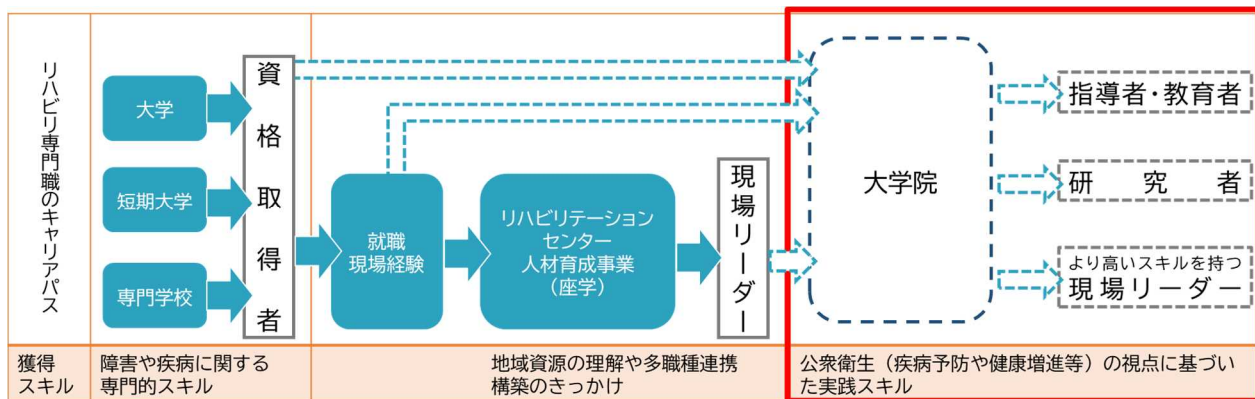 リハビリ専門職のキャリアパス
大学
短期大学
専門学校
資格取得者
就職
現場経験
リハビリテーション
センター
人材育成事業
（座学）
現場リーダー
大学院
指導者・教育者
研究者
より高いスキルを持つ
現場リーダー
獲得
スキル
障害や疾病に関する
専門的スキル
地域資源の理解や多職種連携
構築のきっかけ
公衆衛生（疾病予防や健康増進等）の視点に基づい
た実践スキル